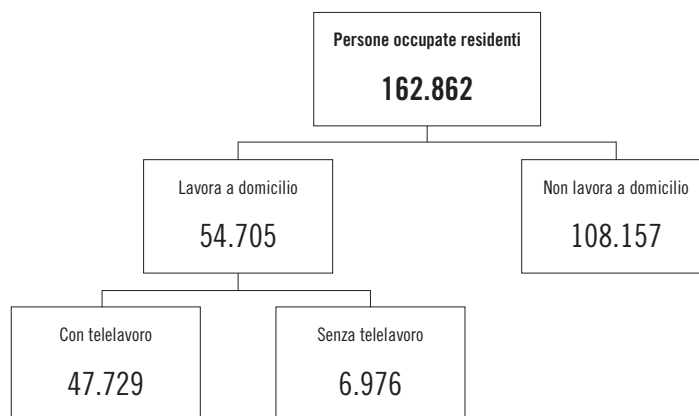 Persone occupate residenti
162.862
Lavora a domicilio
54.705
Non lavora a domicilio
108.157
Con telelavoro
47.729
Senza telelavoro
6.976